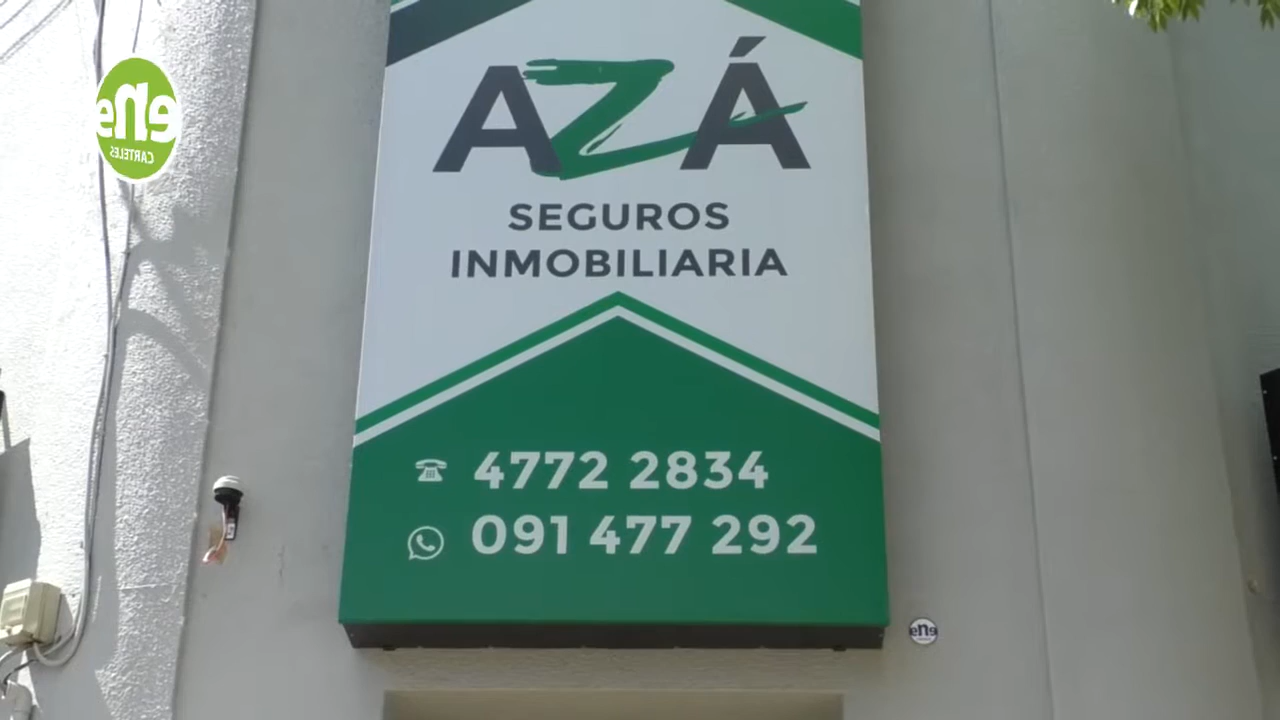 AZÁ
SEGUROS
INMOBILIARIA
4772 2834
091 477 292
ene
CARTELES
ene